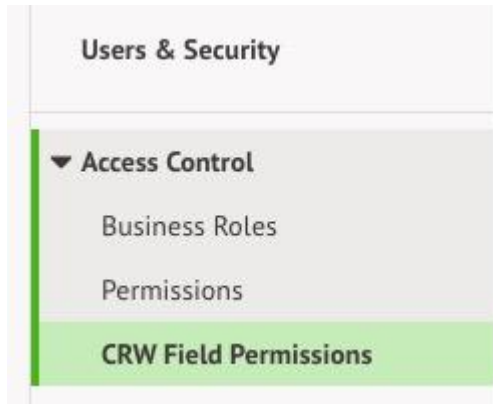 Users & Security
Access Control
Business Roles
Permissions
CRW Field Permissions